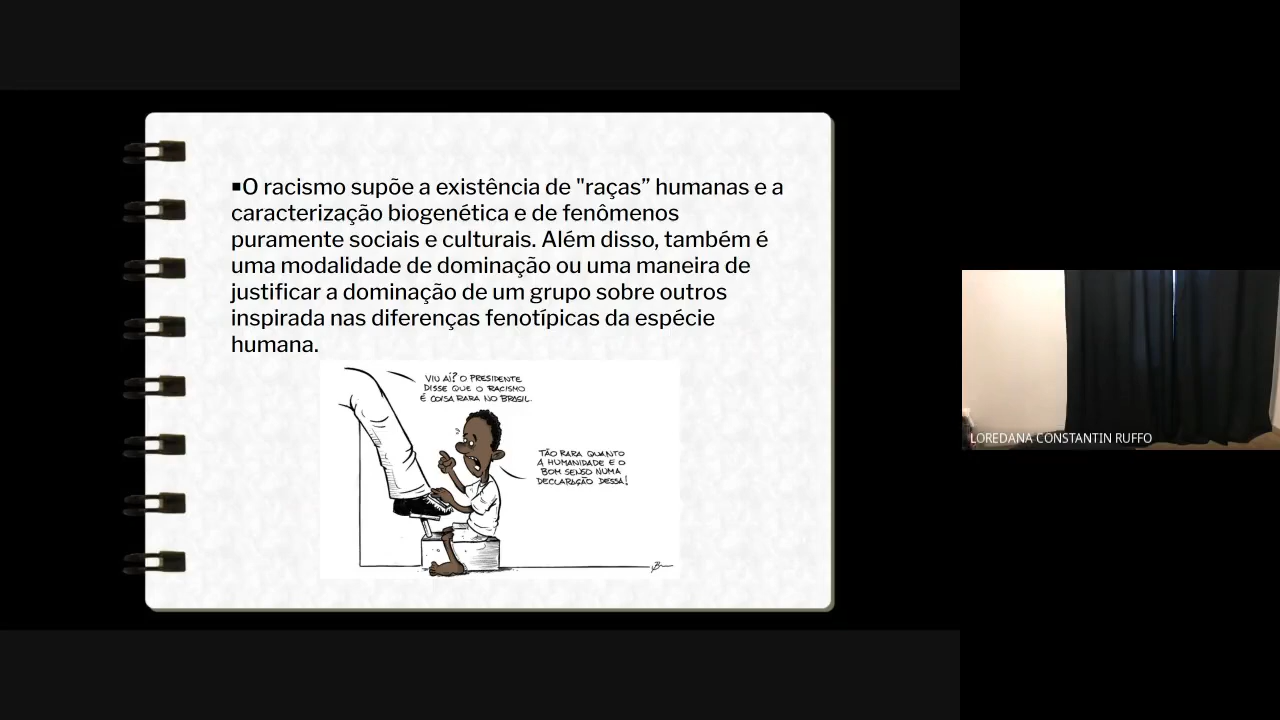 ▪O racismo supõe a existência de "raças” humanas e a
caracterização biogenética e de fenômenos
puramente sociais e culturais. Além disso, também é
uma modalidade de dominação ou uma maneira de
justificar a dominação de um grupo sobre outros
inspirada nas diferenças fenotípicas da espécie
humana.
VIU AÍ? O PRESIDENTE
DISSE QUE O RACISMO
É COISA RARA NO BRASIL.
TÃO RARA QUANTO
A HUMANIDADE E O
BOM SENSO NUMA
DECLARAÇÃO DESSA!
LOREDANA CONSTANTIN RUFFO